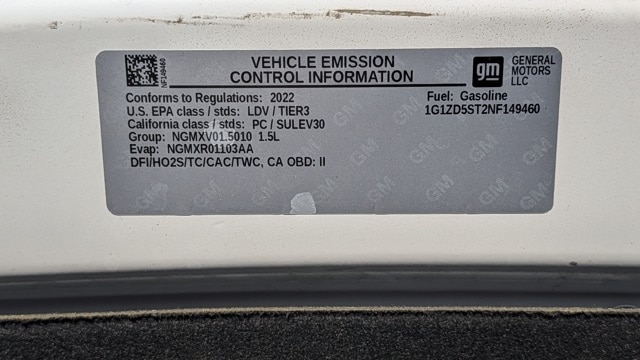 NF149460
VEHICLE EMISSION
CONTROL INFORMATION
gm
GENERAL
MOTORS
LLC
Conforms to Regulations: 2022
U.S. EPA class / stds: LDV / TIER3
California class / stds: PC / SULEV30
Group: NGMXV01.5010 1.5L
Evap: NGMXR01103AA
DFI/HO2S/TC/CAC/TWC, CA OBD: II
Fuel: Gasoline
1G1ZD5ST2NF149460